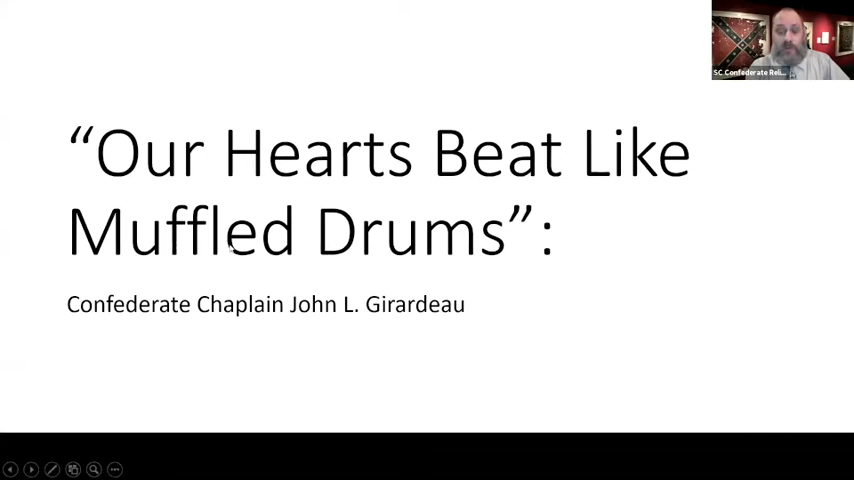 SC Confederate Reli...
“Our Hearts Beat Like
Muffled Drums”:
Confederate Chaplain John L. Girardeau